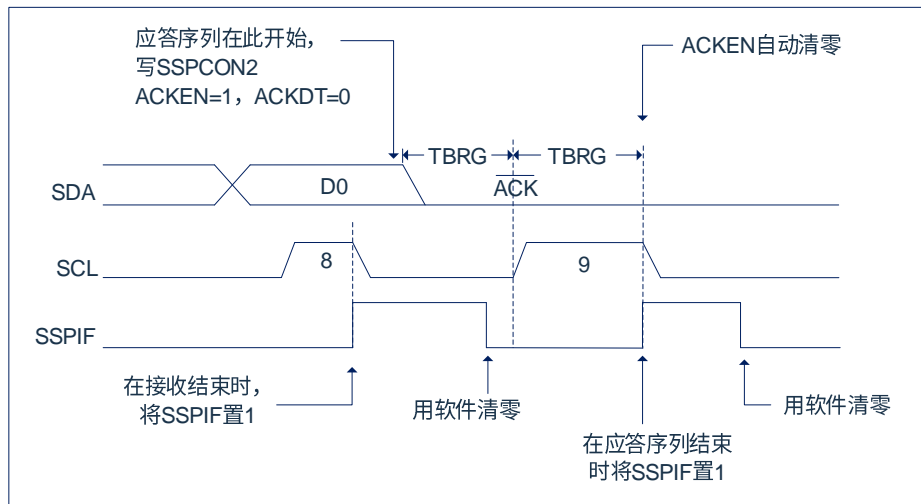 应答序列在此开始，
写SSPCON2
ACKEN=1，ACKDT=0
ACKEN自动清零
TBRG
TBRG
SDA
D0
ACK
SCL
8
9
SSPIF
在接收结束时，
将SSPIF置1
用软件清零
在应答序列结束
时将SSPIF置1
用软件清零